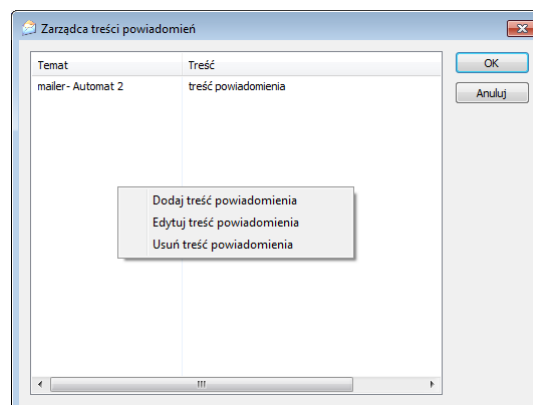 Zarządca treści powiadomień
Temat Treść
mailer- Automat 2 treść powiadomienia
OK
Anuluj
Dodaj treść powiadomienia
Edytuj treść powiadomienia
Usuń treść powiadomienia